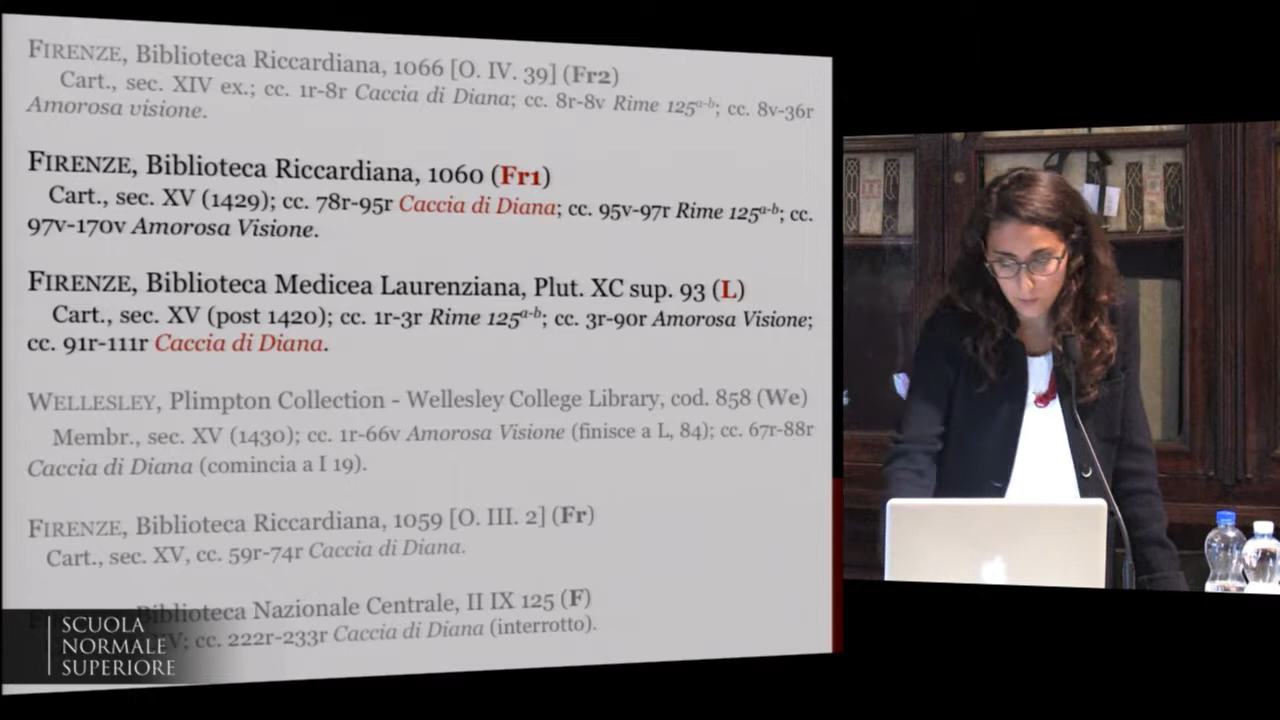 FIRENZE, Biblioteca Riccardiana, 1066 [O. IV. 39] (Fr2)
Cart., sec. XIV ex.; cc. 1r-8r Caccia di Diana; cc. 8r-8v Rime 125a-b; cc. 8v-36r
Amorosa visione.
FIRENZE, Biblioteca Riccardiana, 1060 (Fr1)
Cart., sec. XV (1429); cc. 78r-95r Caccia di Diana; cc. 95v-97r Rime 125a-b; cc.
97v-170v Amorosa Visione.
FIRENZE, Biblioteca Medicea Laurenziana, Plut. XC sup. 93 (L)
Cart., sec. XV (post 1420); cc. 1r-3r Rime 125a-b; cc. 3r-90r Amorosa Visione;
cc. 91r-111r Caccia di Diana.
WELLESLEY, Plimpton Collection - Wellesley College Library, cod. 858 (We)
Membr., sec. XV (1430); cc. 1r-66v Amorosa Visione (finisce a L, 84); cc. 67r-88r
Caccia di Diana (comincia a I 19).
FIRENZE, Biblioteca Riccardiana, 1059 [O. III. 2] (Fr)
Cart., sec. XV, cc. 59r-74r Caccia di Diana.
Biblioteca Nazionale Centrale, II IX 125 (F)
cc. 222r-233r Caccia di Diana (interrotto).
SCUOLA
NORMALE
SUPERIORE